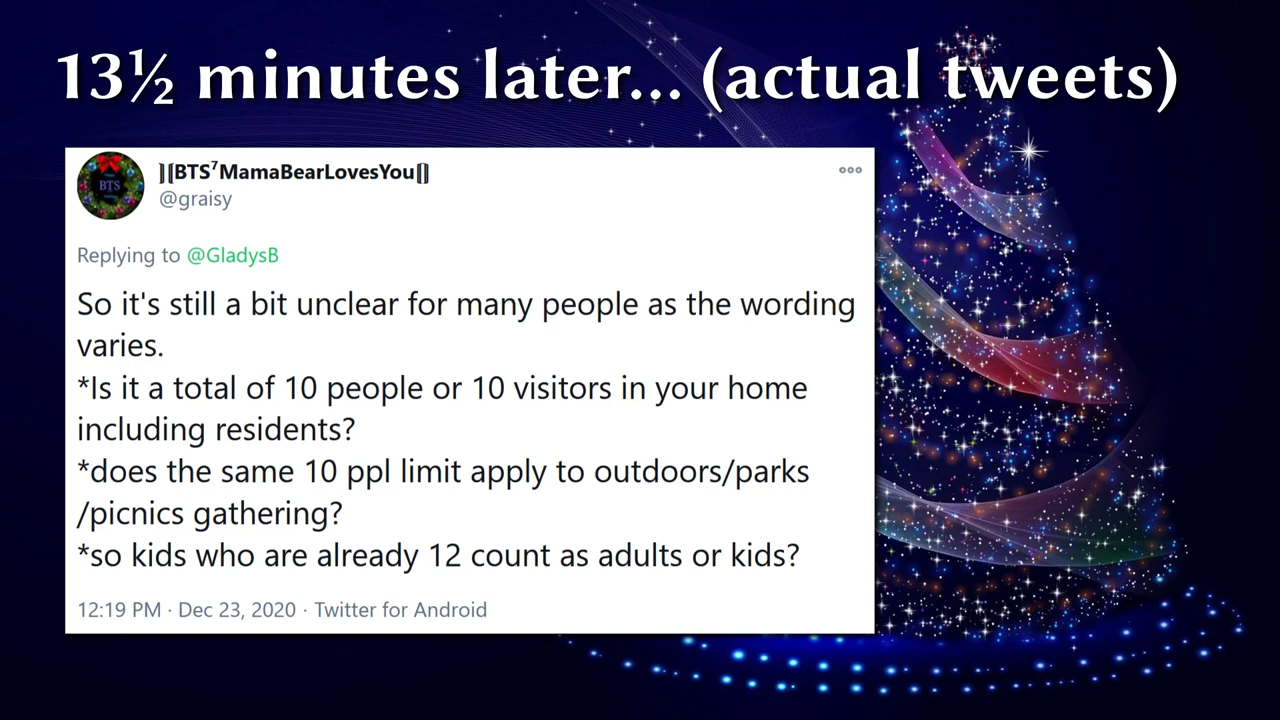 13½ minutes later... (actual tweets)
BTS
⟧⟦BTS⁷MamaBearLovesYou⟦⟧
@graisy
Replying to @GladysB
So it's still a bit unclear for many people as the wording
varies.
*Is it a total of 10 people or 10 visitors in your home
including residents?
*does the same 10 ppl limit apply to outdoors/parks
/picnics gathering?
*so kids who are already 12 count as adults or kids?
12:19 PM · Dec 23, 2020 · Twitter for Android